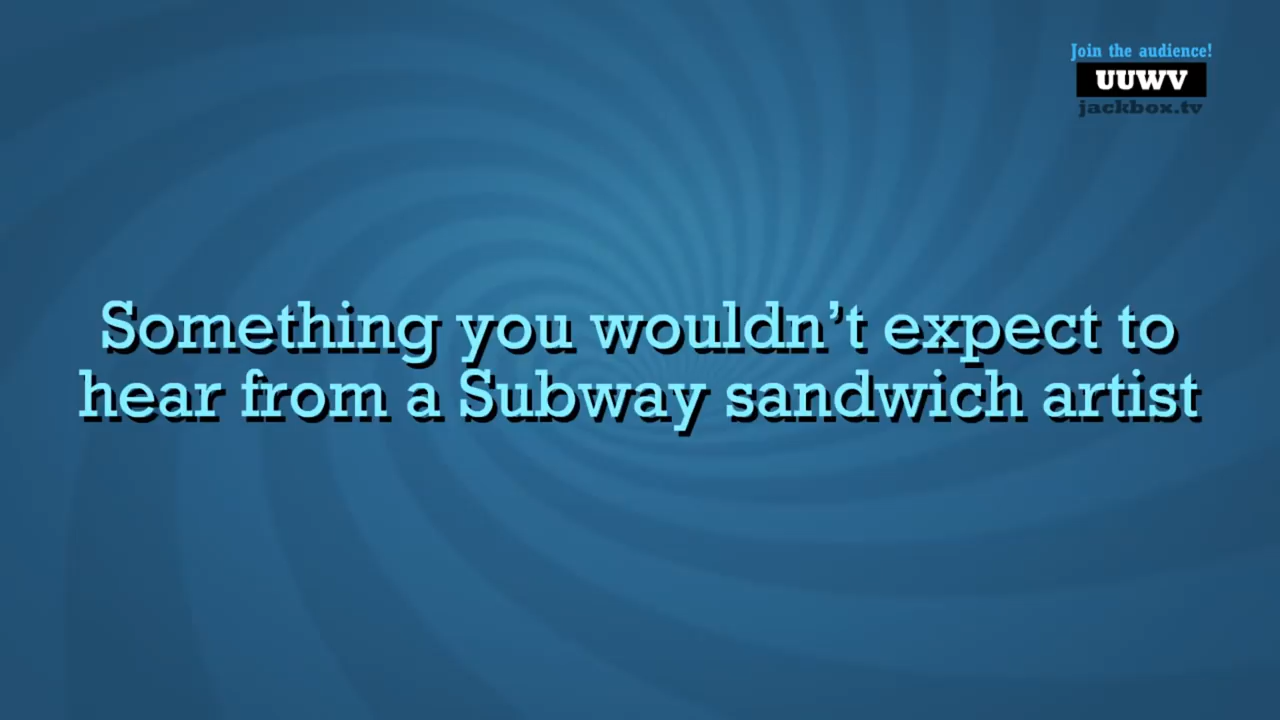 Join the audience!
UUWV
jackbox.tv
Something you wouldn’t expect to
hear from a Subway sandwich artist